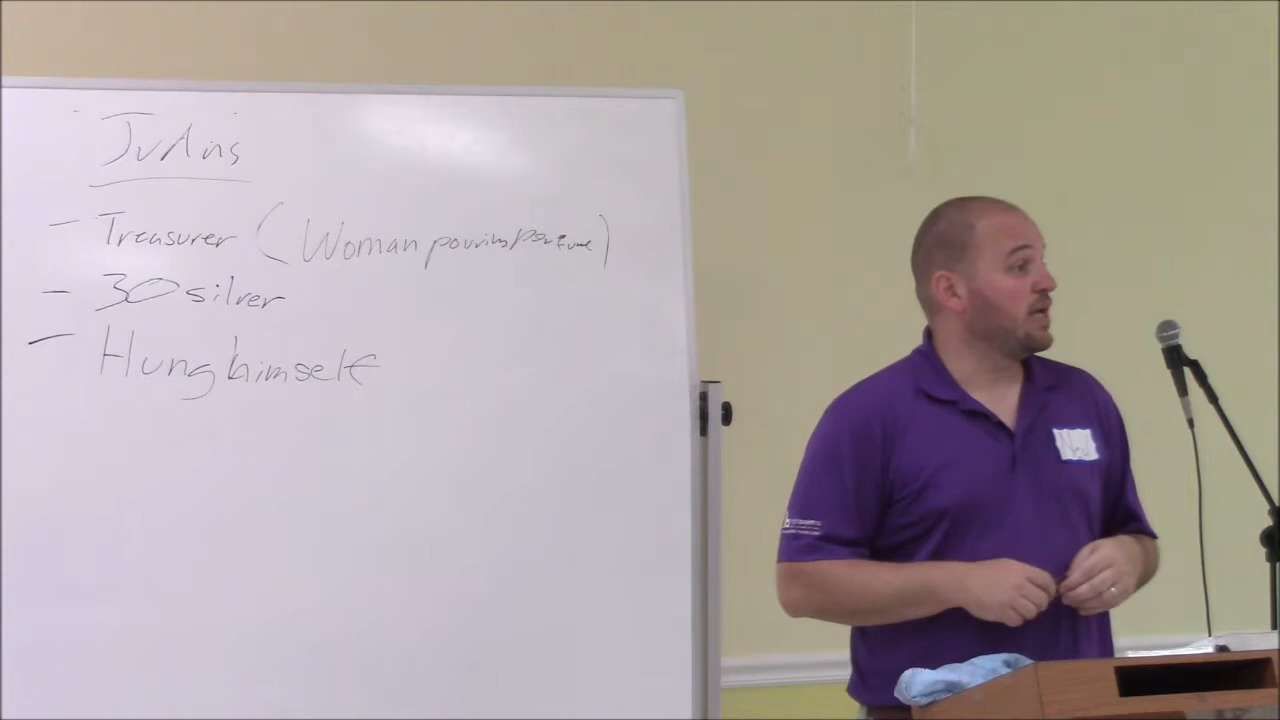 Judas
- Treasurer (Woman pouring perfume)
- 30 silver
- Hung himself